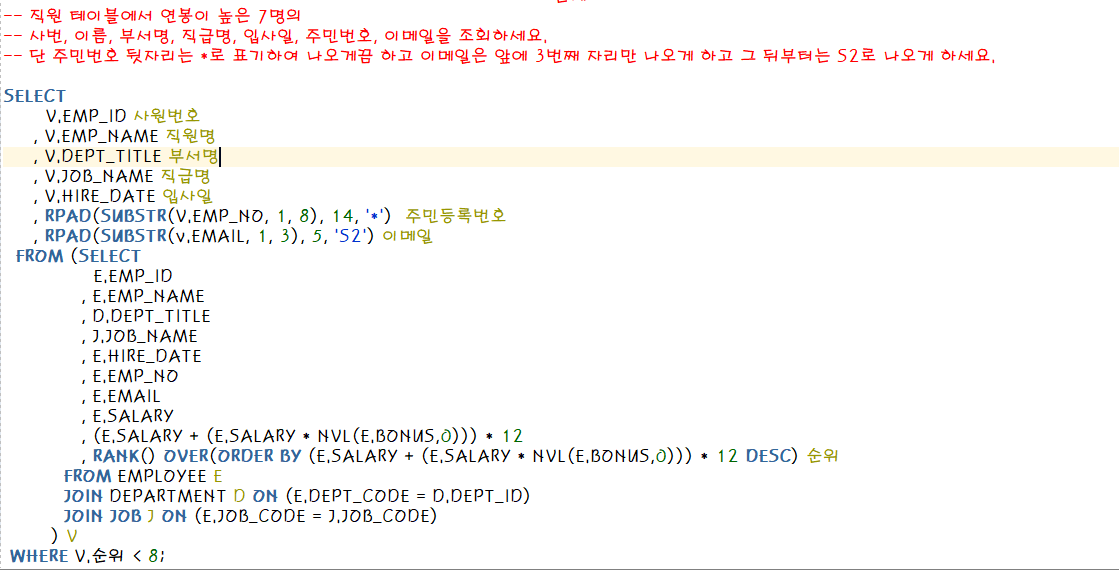 -- 직원 테이블에서 연봉이 높은 7명의
-- 사번, 이름, 부서명, 직급명, 입사일, 주민번호, 이메일을 조회하세요.
-- 단 주민번호 뒷자리는 *로 표기하여 나오게끔 하고 이메일은 앞에 3번째 자리만 나오게 하고 그 뒤부터는 S2로 나오게 하세요.
SELECT
V.EMP_ID 사원번호
, V.EMP_NAME 직원명
, V.DEPT_TITLE 부서명
, V.JOB_NAME 직급명
, V.HIRE_DATE 입사일
, RPAD(SUBSTR(V.EMP_NO, 1, 8), 14, '*') 주민등록번호
, RPAD(SUBSTR(v.EMAIL, 1, 3), 5, 'S2') 이메일
FROM (SELECT
E.EMP_ID
, E.EMP_NAME
, D.DEPT_TITLE
, J.JOB_NAME
, E.HIRE_DATE
, E.EMP_NO
, E.EMAIL
, E.SALARY
, (E.SALARY + (E.SALARY * NVL(E.BONUS,0))) * 12
, RANK() OVER(ORDER BY (E.SALARY + (E.SALARY * NVL(E.BONUS,0))) * 12 DESC) 순위
FROM EMPLOYEE E
JOIN DEPARTMENT D ON (E.DEPT_CODE = D.DEPT_ID)
JOIN JOB J ON (E.JOB_CODE = J.JOB_CODE)
) V
WHERE V.순위 < 8;